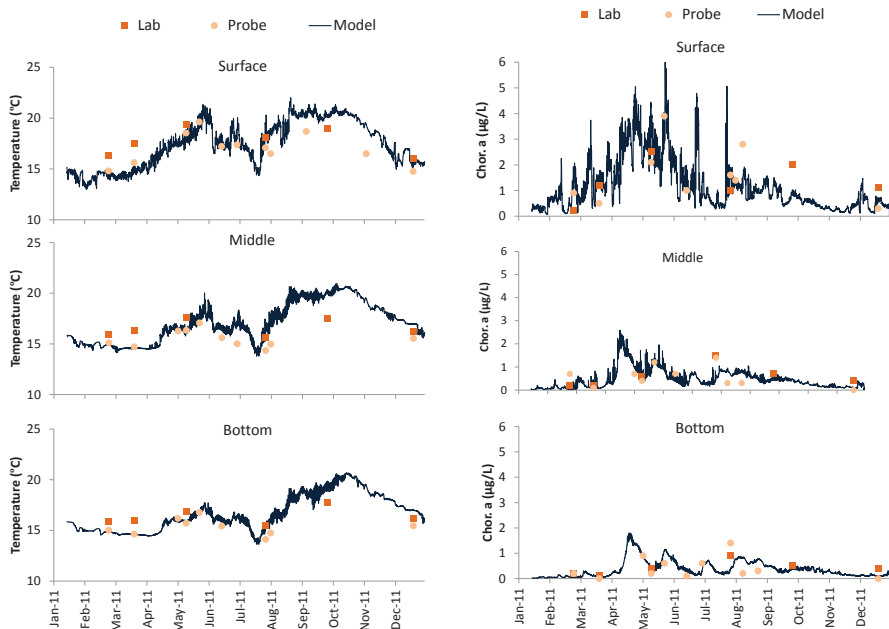 Lab Probe Model
Surface
Temperature (°C)
25
20
15
10
Middle
Temperature (°C)
25
20
15
10
Bottom
Temperature (°C)
25
20
15
10
Jan-11 Feb-11 Mar-11 Apr-11 May-11 Jun-11 Jul-11 Aug-11 Sep-11 Oct-11 Nov-11 Dec-11
Lab Probe Model
Surface
Chor. a (µg/L)
6
5
4
3
2
1
0
Middle
Chor. a (µg/L)
6
5
4
3
2
1
0
Bottom
Chor. a (µg/L)
6
5
4
3
2
1
0
Jan-11 Feb-11 Mar-11 Apr-11 May-11 Jun-11 Jul-11 Aug-11 Sep-11 Oct-11 Nov-11 Dec-11